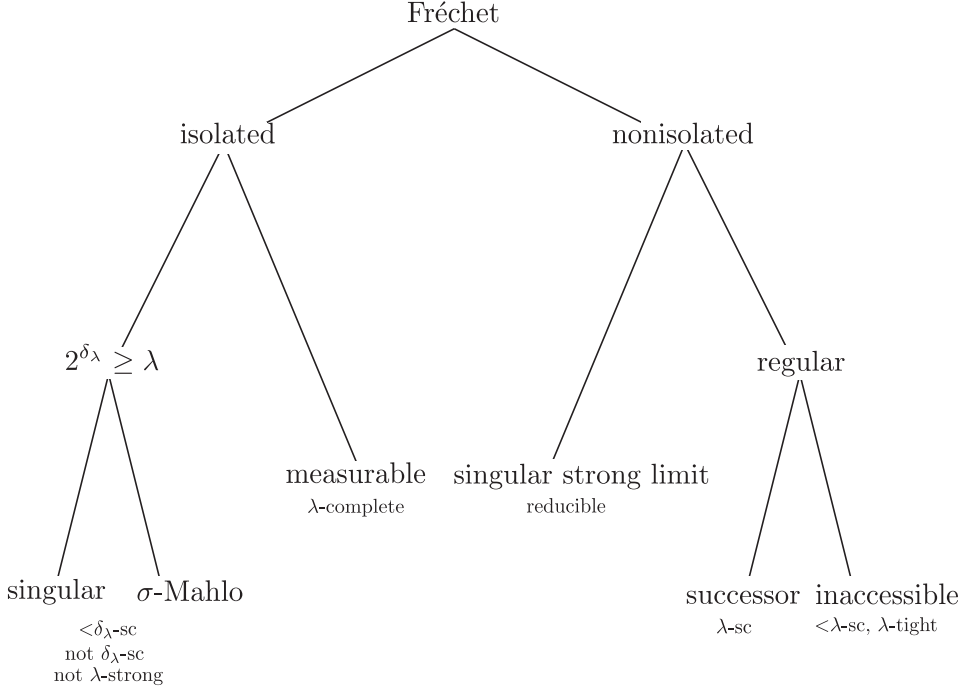 Fréchet
isolated
nonisolated
2^{δ_λ} ≥ λ
regular
measurable
λ-complete
singular strong limit
reducible
singular
σ-Mahlo
<δ_λ-sc
not δ_λ-sc
not λ-strong
successor
λ-sc
inaccessible
<λ-sc, λ-tight